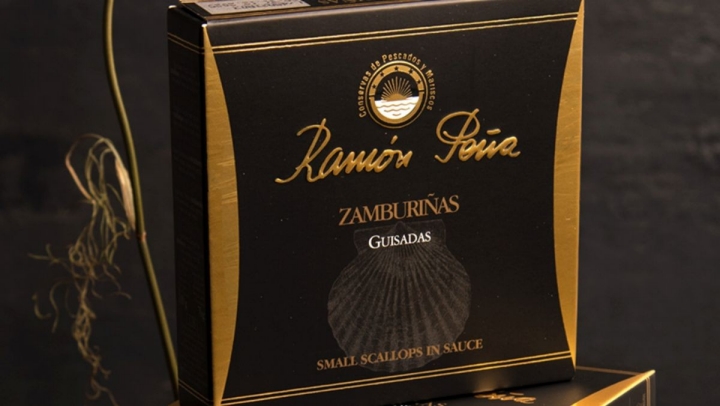 Conservas de Pescados y Mariscos
Ramón Peña
ZAMBURIÑAS
GUISADAS
SMALL SCALLOPS IN SAUCE